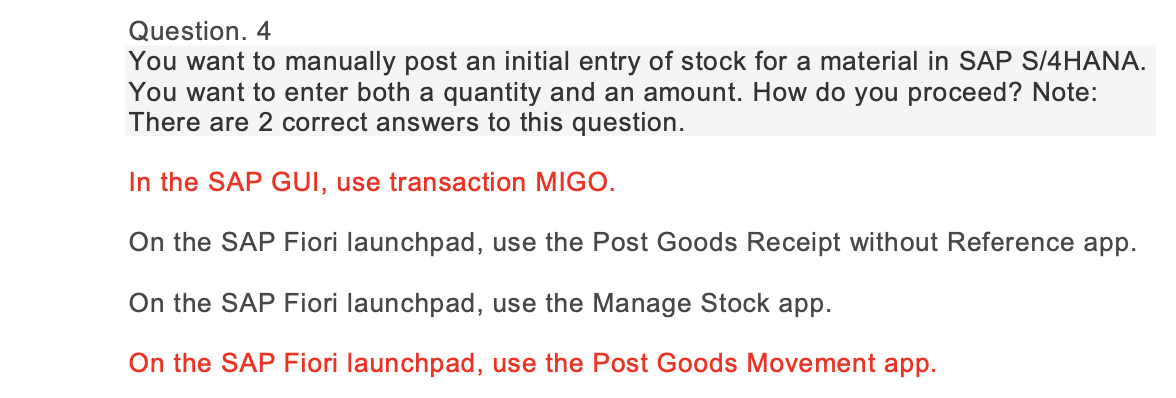 Question. 4
You want to manually post an initial entry of stock for a material in SAP S/4HANA.
You want to enter both a quantity and an amount. How do you proceed? Note:
There are 2 correct answers to this question.
In the SAP GUI, use transaction MIGO.
On the SAP Fiori launchpad, use the Post Goods Receipt without Reference app.
On the SAP Fiori launchpad, use the Manage Stock app.
On the SAP Fiori launchpad, use the Post Goods Movement app.